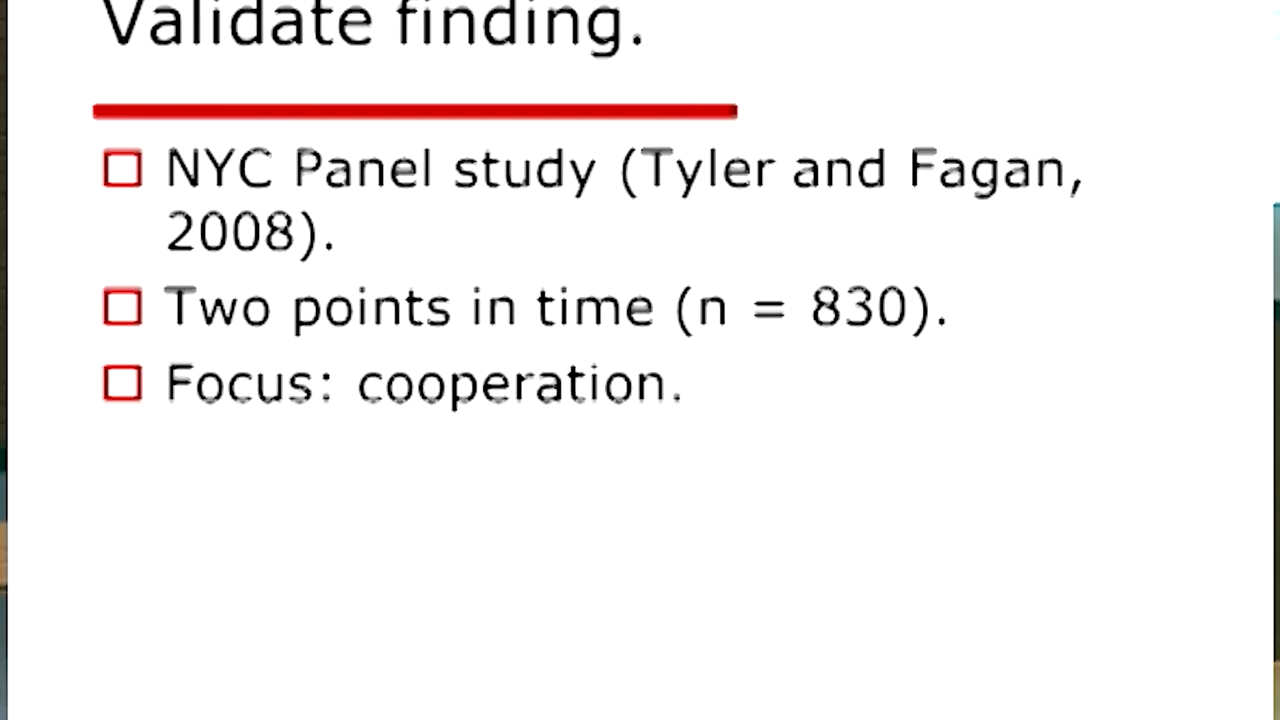 Validate finding.
NYC Panel study (Tyler and Fagan,
2008).
Two points in time (n = 830).
Focus: cooperation.